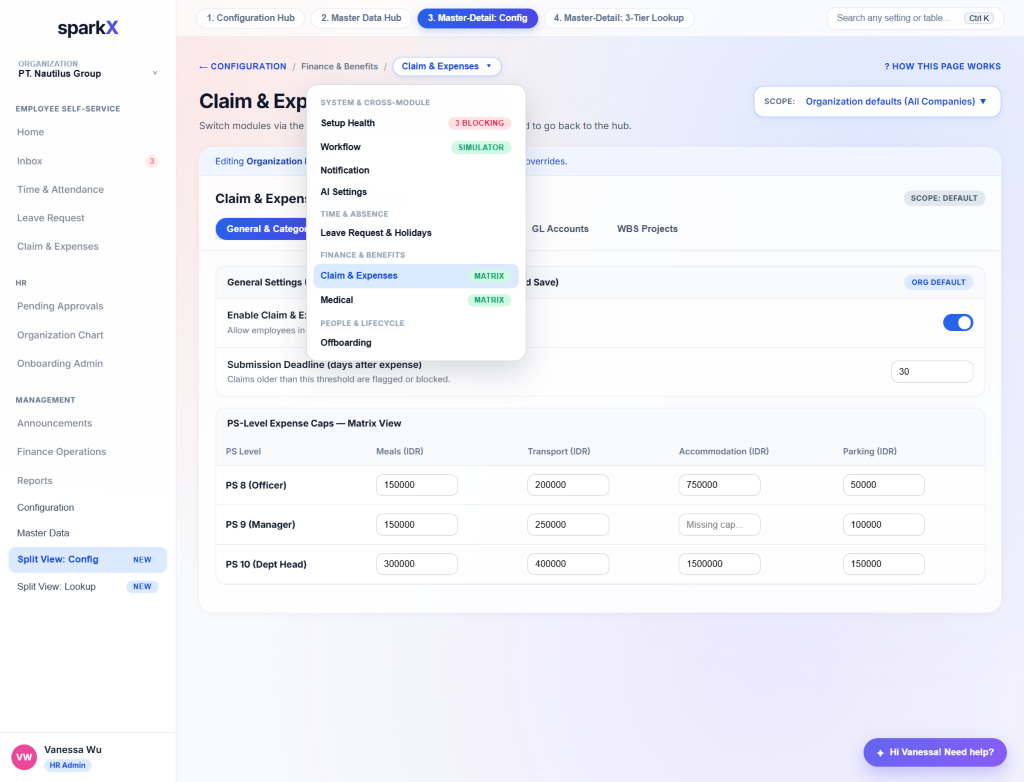 sparkX
ORGANIZATION
PT. Nautilus Group
EMPLOYEE SELF-SERVICE
Home
Inbox 3
Time & Attendance
Leave Request
Claim & Expenses
HR
Pending Approvals
Organization Chart
Onboarding Admin
MANAGEMENT
Announcements
Finance Operations
Reports
Configuration
Master Data
Split View: Config NEW
Split View: Lookup NEW
VW
Vanessa Wu
HR Admin
1. Configuration Hub 2. Master Data Hub 3. Master-Detail: Config 4. Master-Detail: 3-Tier Lookup
Search any setting or table... Ctrl K
← CONFIGURATION / Finance & Benefits / Claim & Expenses ▼
? HOW THIS PAGE WORKS
Claim & Exp
Switch modules via the d to go back to the hub.
SCOPE: Organization defaults (All Companies) ▼
SYSTEM & CROSS-MODULE
Setup Health 3 BLOCKING
Workflow SIMULATOR
Notification
AI Settings
TIME & ABSENCE
Leave Request & Holidays
FINANCE & BENEFITS
Claim & Expenses MATRIX
Medical MATRIX
PEOPLE & LIFECYCLE
Offboarding
Editing Organization overrides.
Claim & Expens SCOPE: DEFAULT
General & Categor GL Accounts WBS Projects
General Settings ( d Save) ORG DEFAULT
Enable Claim & E
Allow employees in
Submission Deadline (days after expense) 30
Claims older than this threshold are flagged or blocked.
PS-Level Expense Caps — Matrix View
PS Level Meals (IDR) Transport (IDR) Accommodation (IDR) Parking (IDR)
PS 8 (Officer) 150000 200000 750000 50000
PS 9 (Manager) 150000 250000 Missing cap... 100000
PS 10 (Dept Head) 300000 400000 1500000 150000
✦ Hi Vanessa! Need help?